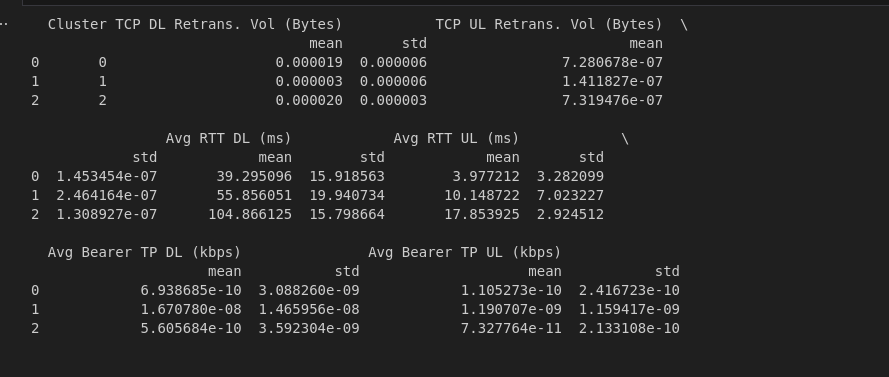 Cluster TCP DL Retrans. Vol (Bytes) TCP UL Retrans. Vol (Bytes) \
mean std mean
0 0 0.000019 0.000006 7.280678e-07
1 1 0.000003 0.000006 1.411827e-07
2 2 0.000020 0.000003 7.319476e-07
Avg RTT DL (ms) Avg RTT UL (ms) \
std mean std mean std
0 1.453454e-07 39.295096 15.918563 3.977212 3.282099
1 2.464164e-07 55.856051 19.940734 10.148722 7.023227
2 1.308927e-07 104.866125 15.798664 17.853925 2.924512
Avg Bearer TP DL (kbps) Avg Bearer TP UL (kbps)
mean std mean std
0 6.938685e-10 3.088260e-09 1.105273e-10 2.416723e-10
1 1.670780e-08 1.465956e-08 1.190707e-09 1.159417e-09
2 5.605684e-10 3.592304e-09 7.327764e-11 2.133108e-10